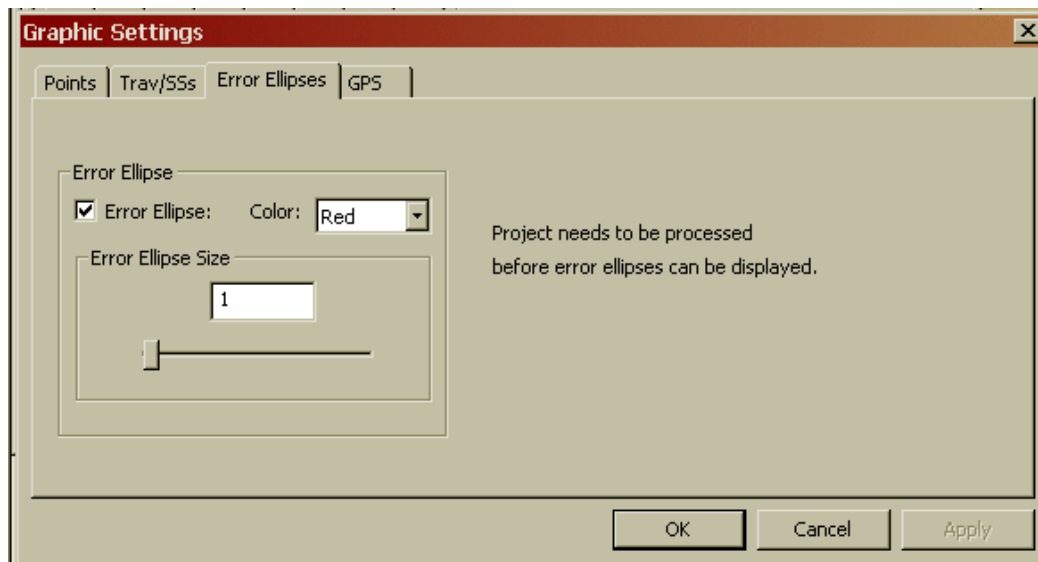 Graphic Settings
Points Trav/SSs Error Ellipses GPS
Error Ellipse
Error Ellipse: Color: Red
Error Ellipse Size
1
Project needs to be processed
before error ellipses can be displayed.
OK Cancel Apply